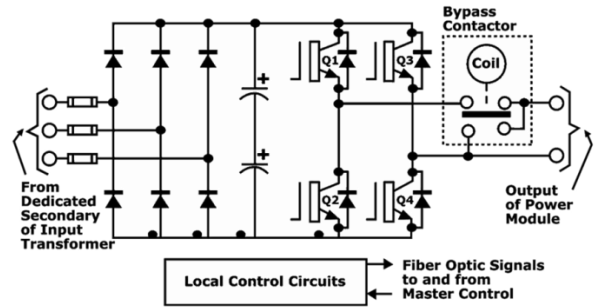 Bypass
Contactor
Coil
Q1
Q3
+
+
Q2
Q4
From
Dedicated
Secondary
of Input
Transformer
Output
of Power
Module
Local Control Circuits
Fiber Optic Signals
to and from
Master Control